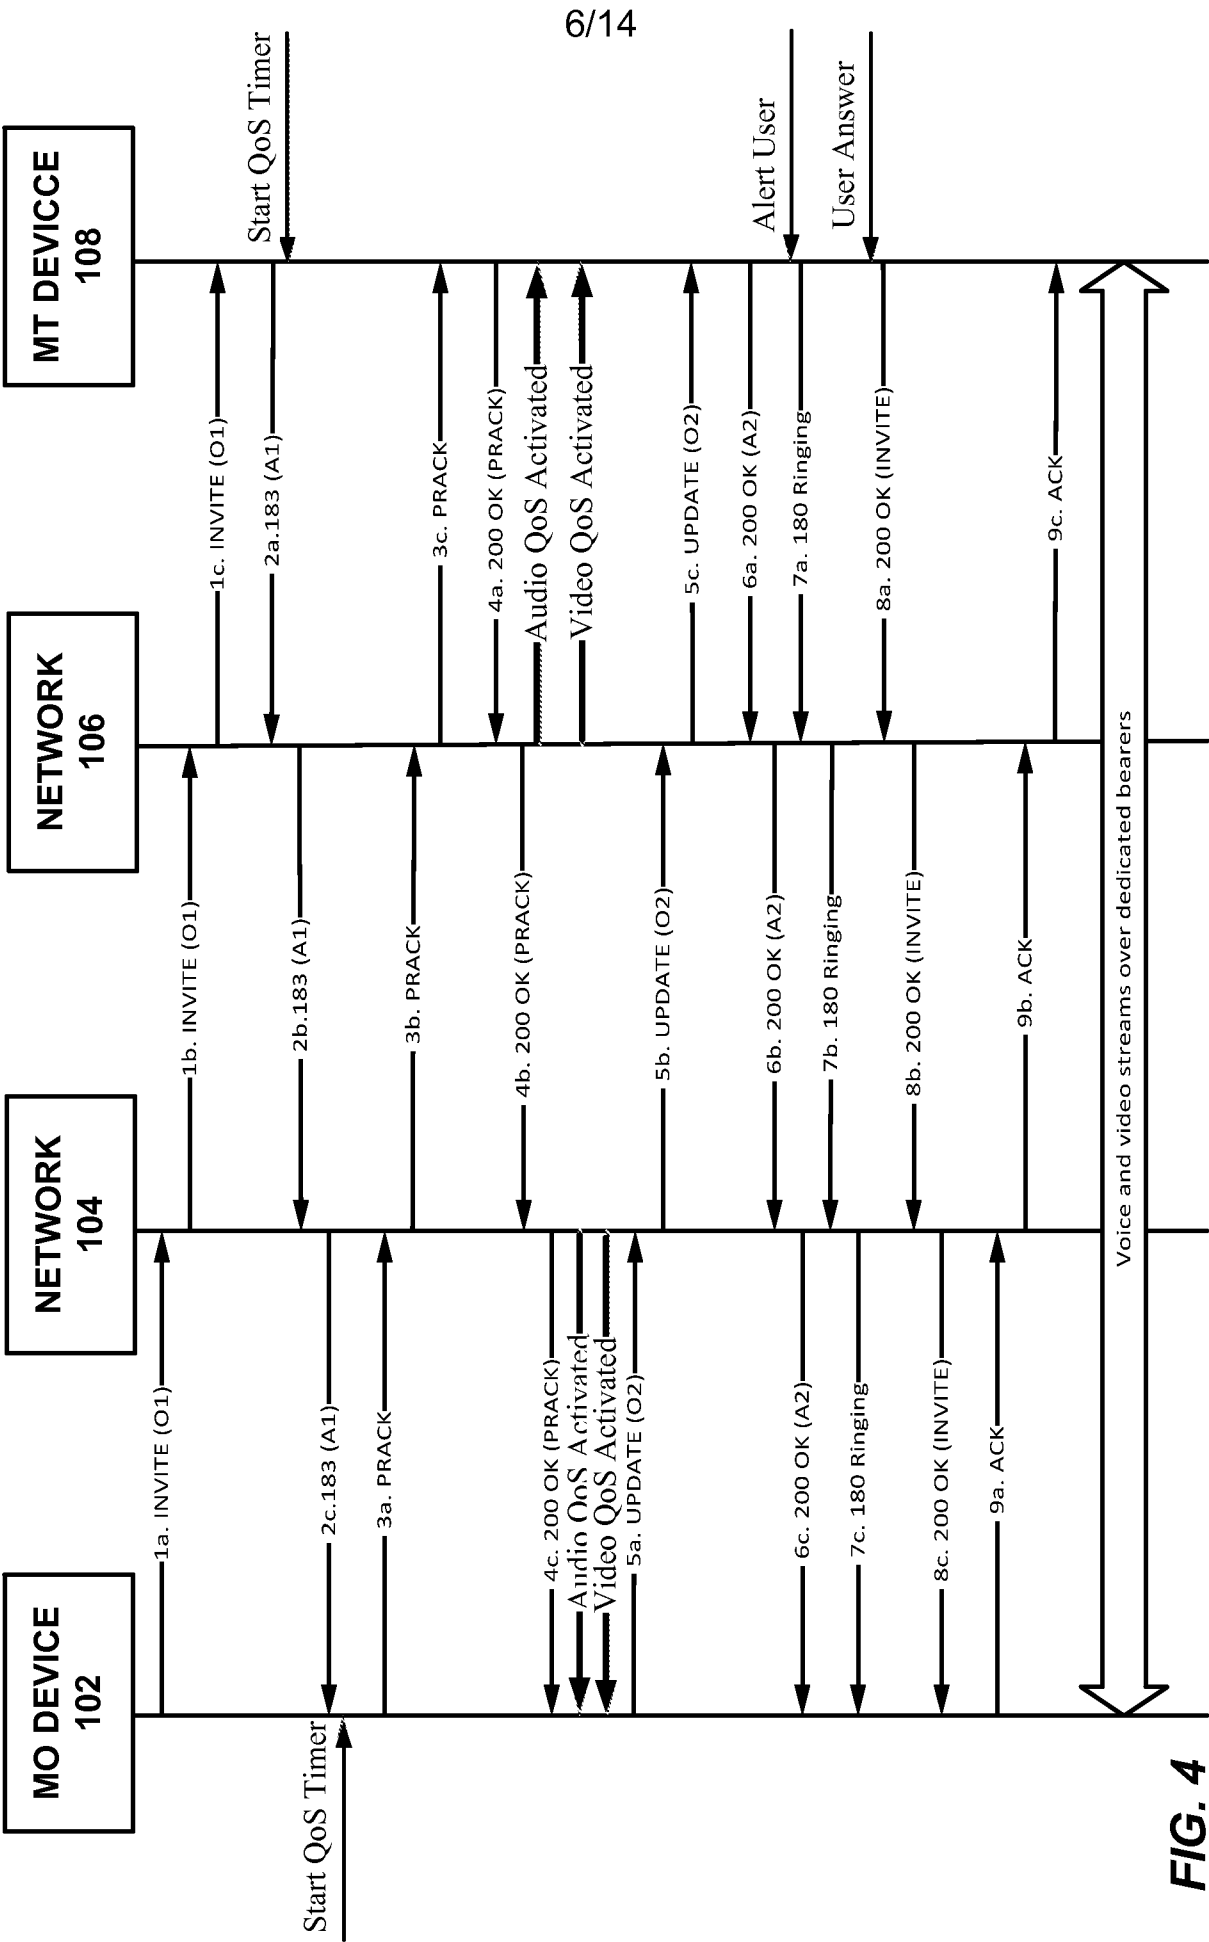 6/14
MO DEVICE
102
NETWORK
104
NETWORK
106
MT DEVICCE
108
1a. INVITE (O1)
1b. INVITE (O1)
1c. INVITE (O1)
2a.183 (A1)
Start QoS Timer
2b.183 (A1)
2c.183 (A1)
Start QoS Timer
3a. PRACK
3b. PRACK
3c. PRACK
4a. 200 OK (PRACK)
4b. 200 OK (PRACK)
Audio QoS Activated
4c. 200 OK (PRACK)
Video QoS Activated
Audio QoS Activated
Video QoS Activated
5a. UPDATE (O2)
5b. UPDATE (O2)
5c. UPDATE (O2)
6a. 200 OK (A2)
6b. 200 OK (A2)
Alert User
6c. 200 OK (A2)
7a. 180 Ringing
7b. 180 Ringing
7c. 180 Ringing
User Answer
8a. 200 OK (INVITE)
8b. 200 OK (INVITE)
8c. 200 OK (INVITE)
9a. ACK
9b. ACK
9c. ACK
Voice and video streams over dedicated bearers
FIG. 4